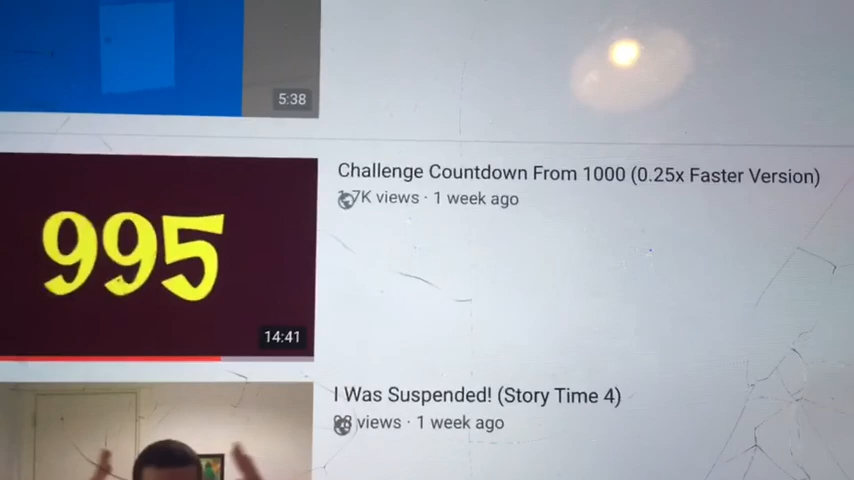 5:38
Challenge Countdown From 1000 (0.25x Faster Version)
views · 1 week ago
995
14:41
I Was Suspended! (Story Time 4)
views · 1 week ago